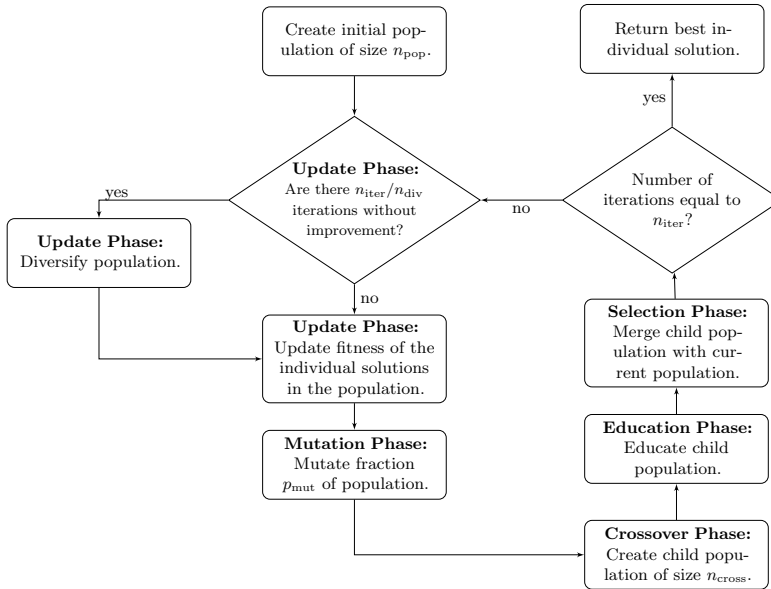 Create initial pop-
ulation of size n_pop.
Return best in-
dividual solution.
yes
Update Phase:
Are there n_iter/n_div
iterations without
improvement?
Number of
iterations equal to
n_iter?
yes
no
Update Phase:
Diversify population.
no
Update Phase:
Update fitness of the
individual solutions
in the population.
Selection Phase:
Merge child pop-
ulation with cur-
rent population.
Mutation Phase:
Mutate fraction
p_mut of population.
Education Phase:
Educate child
population.
Crossover Phase:
Create child popu-
lation of size n_cross.